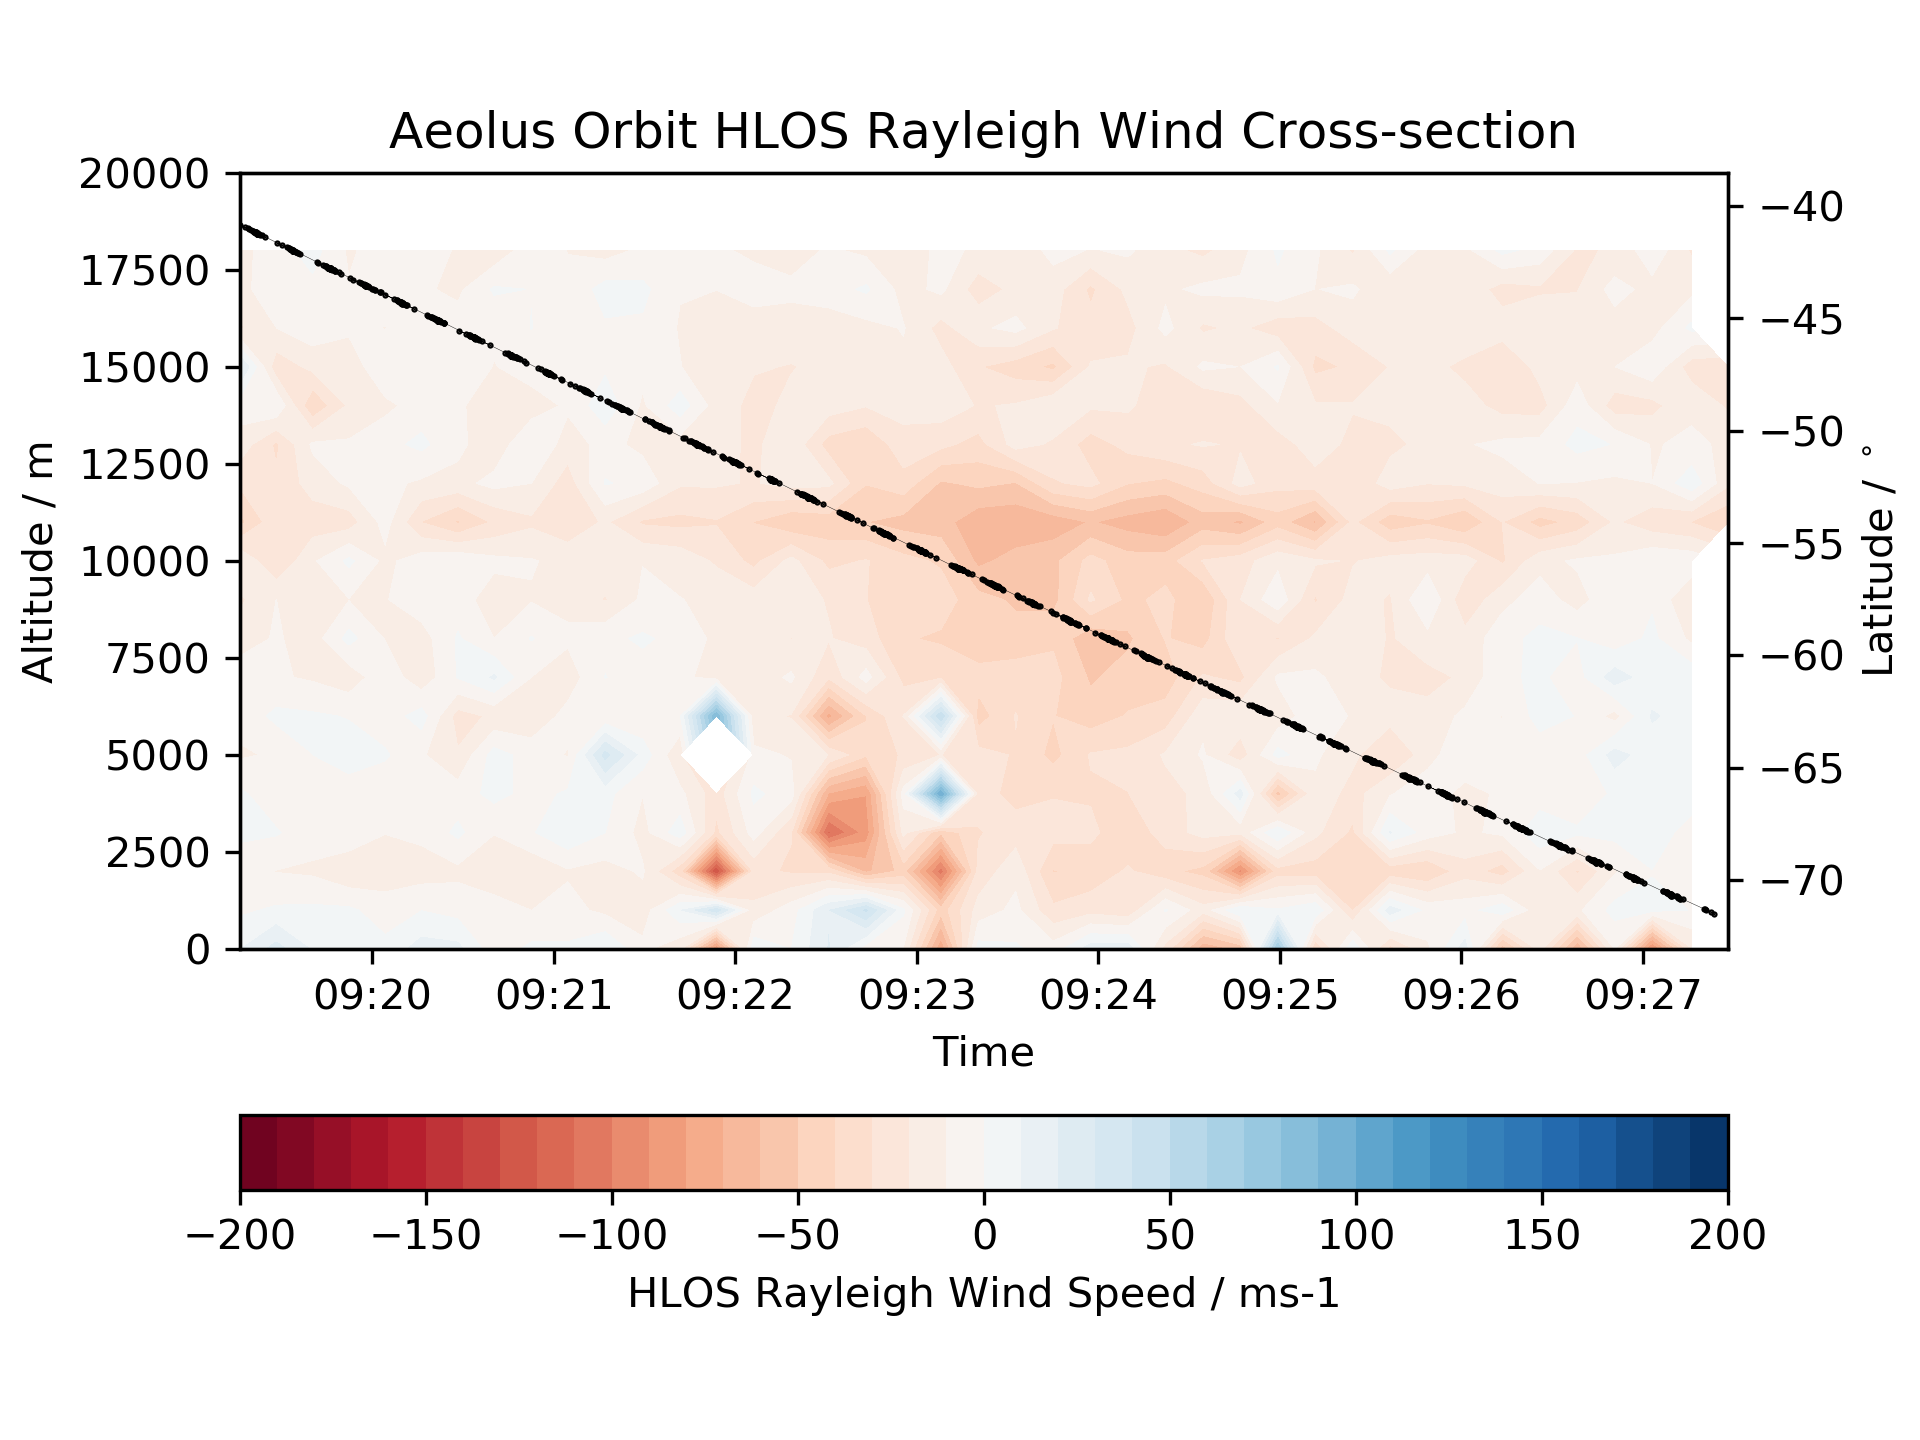 Aeolus Orbit HLOS Rayleigh Wind Cross-section
20000
17500
15000
12500
10000
7500
5000
2500
0
Altitude / m
−40
−45
−50
−55
−60
−65
−70
Latitude / °
09:20 09:21 09:22 09:23 09:24 09:25 09:26 09:27
Time
−200 −150 −100 −50 0 50 100 150 200
HLOS Rayleigh Wind Speed / ms-1